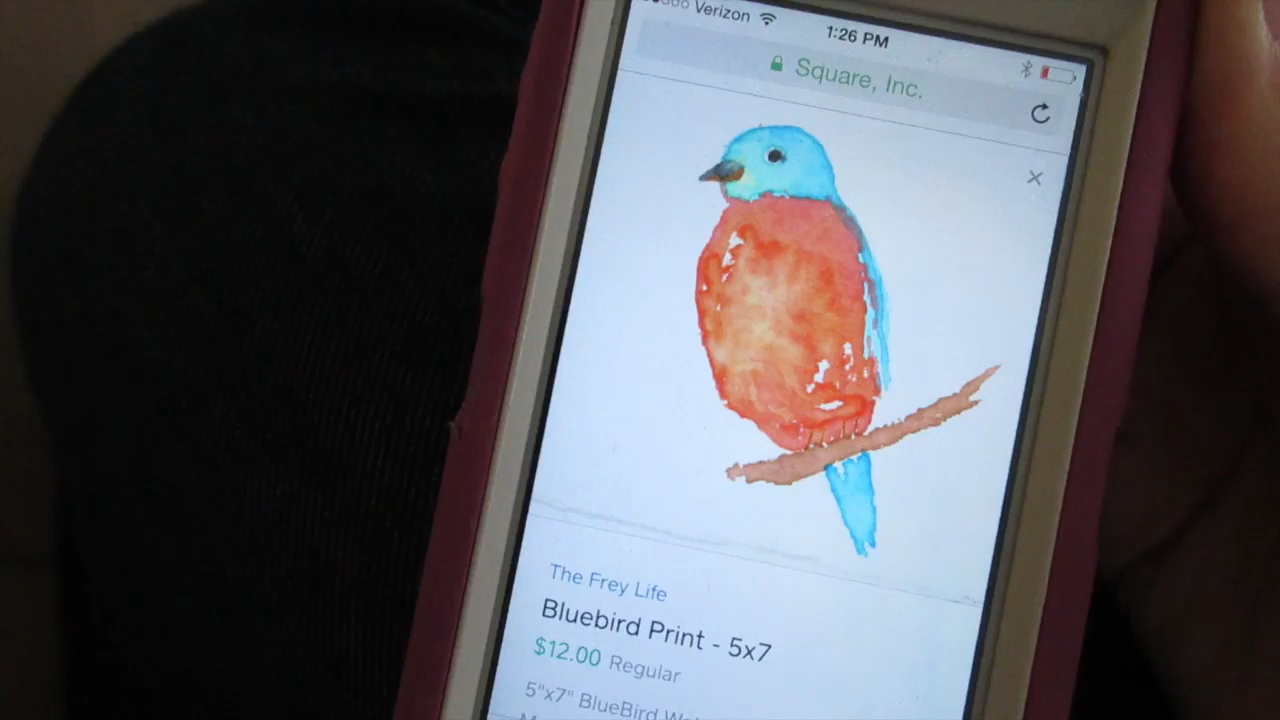 Verizon
1:26 PM
Square, Inc.
The Frey Life
Bluebird Print - 5x7
$12.00 Regular
5"x7" BlueBird